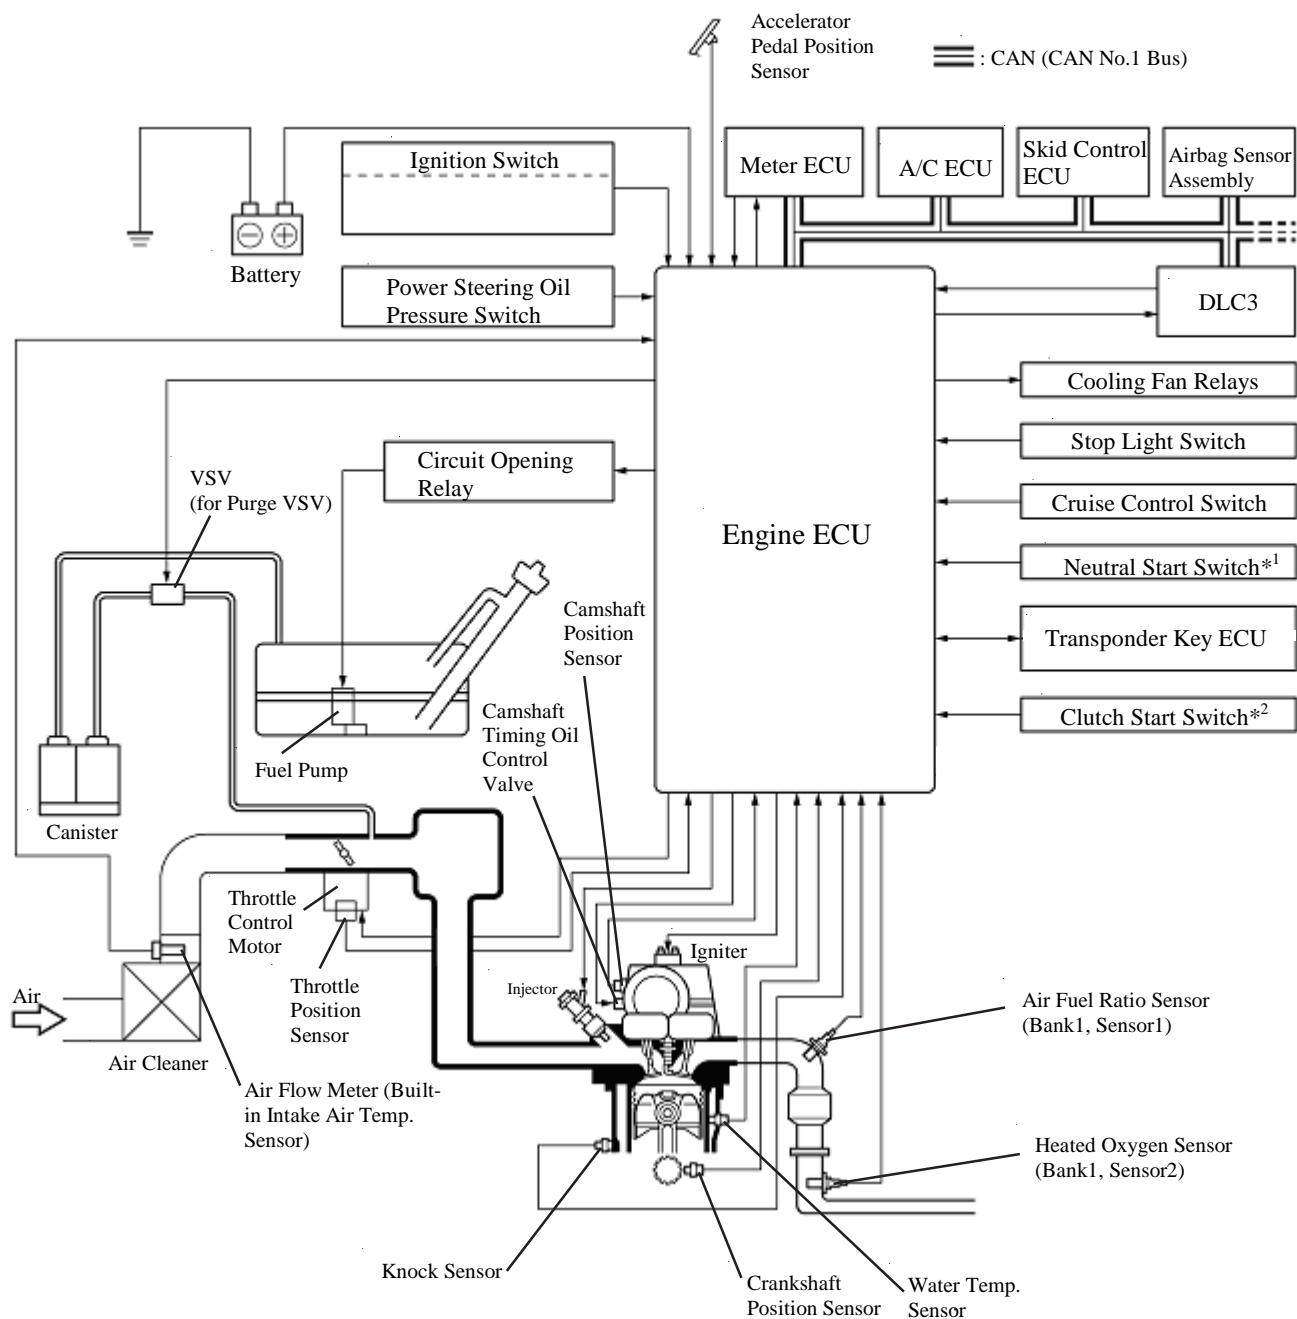 Accelerator
Pedal Position
Sensor
: CAN (CAN No.1 Bus)
Ignition Switch
Meter ECU
A/C ECU
Skid Control
ECU
Airbag Sensor
Assembly
Battery
Power Steering Oil
Pressure Switch
DLC3
Cooling Fan Relays
Stop Light Switch
Circuit Opening
Relay
VSV
(for Purge VSV)
Cruise Control Switch
Engine ECU
Neutral Start Switch*1
Camshaft
Position
Sensor
Transponder Key ECU
Clutch Start Switch*2
Camshaft
Timing Oil
Control
Valve
Fuel Pump
Canister
Throttle
Control
Motor
Igniter
Throttle
Position
Sensor
Injector
Air
Air Fuel Ratio Sensor
(Bank1, Sensor1)
Air Cleaner
Air Flow Meter (Built-
in Intake Air Temp.
Sensor)
Heated Oxygen Sensor
(Bank1, Sensor2)
Knock Sensor
Crankshaft
Position Sensor
Water Temp.
Sensor